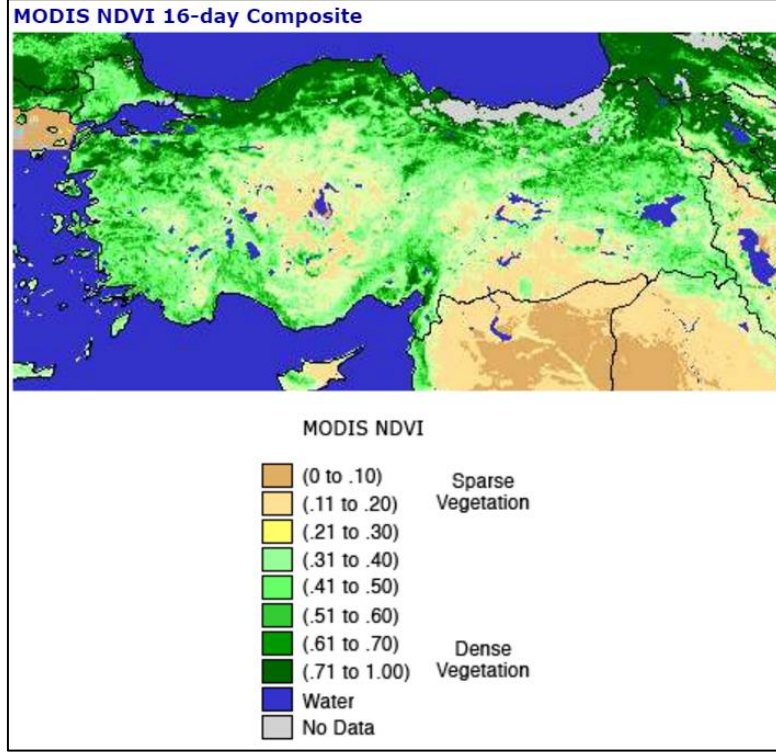 MODIS NDVI 16-day Composite
MODIS NDVI
(0 to .10)
Sparse
Vegetation
(.11 to .20)
(.21 to .30)
(.31 to .40)
(.41 to .50)
(.51 to .60)
(.61 to .70)
Dense
Vegetation
(.71 to 1.00)
Water
No Data